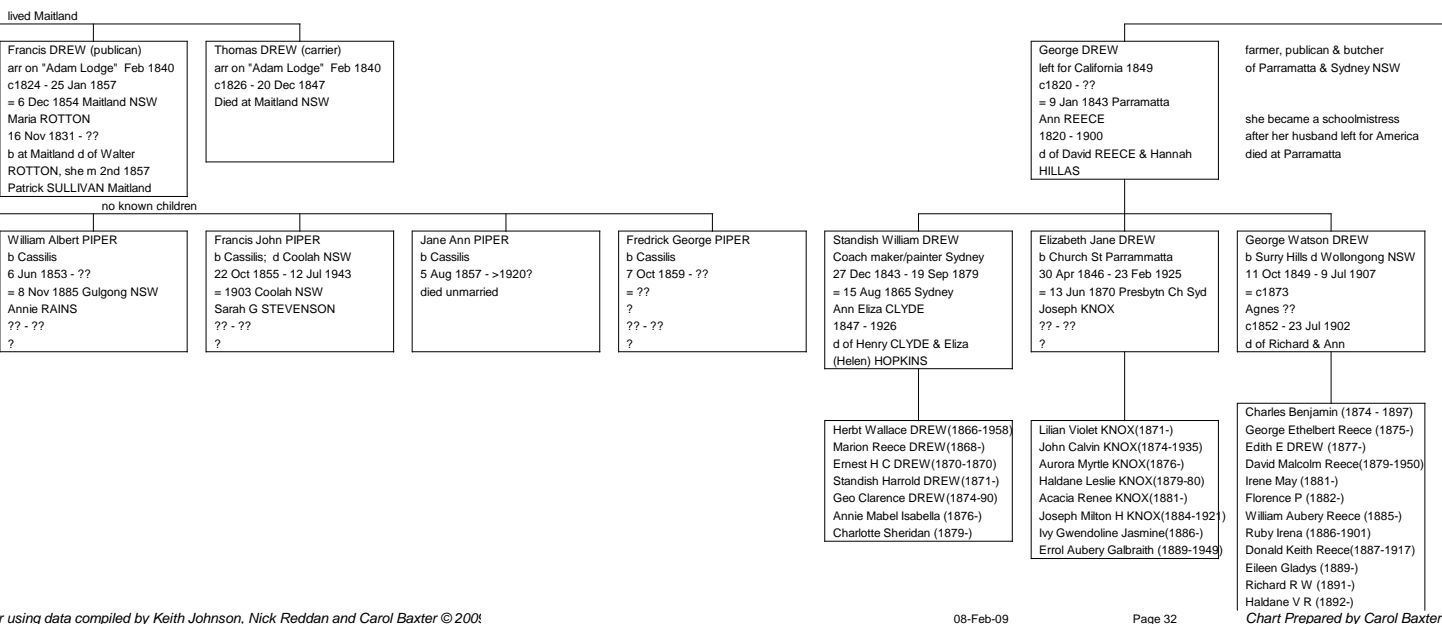 lived Maitland
Francis DREW (publican)
arr on "Adam Lodge" Feb 1840
c1824 - 25 Jan 1857
= 6 Dec 1854 Maitland NSW
Maria ROTTON
16 Nov 1831 - ??
b at Maitland d of Walter
ROTTON, she m 2nd 1857
Patrick SULLIVAN Maitland
Thomas DREW (carrier)
arr on "Adam Lodge" Feb 1840
c1826 - 20 Dec 1847
Died at Maitland NSW
George DREW
left for California 1849
c1820 - ??
= 9 Jan 1843 Parramatta
Ann REECE
1820 - 1900
d of David REECE & Hannah
HILLAS
farmer, publican & butcher
of Parramatta & Sydney NSW
she became a schoolmistress
after her husband left for America
died at Parramatta
no known children
William Albert PIPER
b Cassilis
6 Jun 1853 - ??
= 8 Nov 1885 Gulgong NSW
Annie RAINS
?? - ??
?
Francis John PIPER
b Cassilis; d Coolah NSW
22 Oct 1855 - 12 Jul 1943
= 1903 Coolah NSW
Sarah G STEVENSON
?? - ??
?
Jane Ann PIPER
b Cassilis
5 Aug 1857 - >1920?
died unmarried
Fredrick George PIPER
b Cassilis
7 Oct 1859 - ??
= ??
?
?? - ??
?
Standish William DREW
Coach maker/painter Sydney
27 Dec 1843 - 19 Sep 1879
= 15 Aug 1865 Sydney
Ann Eliza CLYDE
1847 - 1926
d of Henry CLYDE & Eliza
(Helen) HOPKINS
Elizabeth Jane DREW
b Church St Parrammatta
30 Apr 1846 - 23 Feb 1925
= 13 Jun 1870 Presbytn Ch Syd
Joseph KNOX
?? - ??
?
George Watson DREW
b Surry Hills d Wollongong NSW
11 Oct 1849 - 9 Jul 1907
= c1873
Agnes ??
c1852 - 23 Jul 1902
d of Richard & Ann
Herbt Wallace DREW(1866-1958)
Marion Reece DREW(1868-)
Ernest H C DREW(1870-1870)
Standish Harrold DREW(1871-)
Geo Clarence DREW(1874-90)
Annie Mabel Isabella (1876-)
Charlotte Sheridan (1879-)
Lilian Violet KNOX(1871-)
John Calvin KNOX(1874-1935)
Aurora Myrtle KNOX(1876-)
Haldane Leslie KNOX(1879-80)
Acacia Renee KNOX(1881-)
Joseph Milton H KNOX(1884-1921)
Ivy Gwendoline Jasmine(1886-)
Errol Aubery Galbraith (1889-1949)
Charles Benjamin (1874 - 1897)
George Ethelbert Reece (1875-)
Edith E DREW (1877-)
David Malcolm Reece(1879-1950)
Irene May (1881-)
Florence P (1882-)
William Aubery Reece (1885-)
Ruby Irena (1886-1901)
Donald Keith Reece(1887-1917)
Eileen Gladys (1889-)
Richard R W (1891-)
Haldane V R (1892-)
r using data compiled by Keith Johnson, Nick Reddan and Carol Baxter © 2009
08-Feb-09
Page 32
Chart Prepared by Carol Baxter